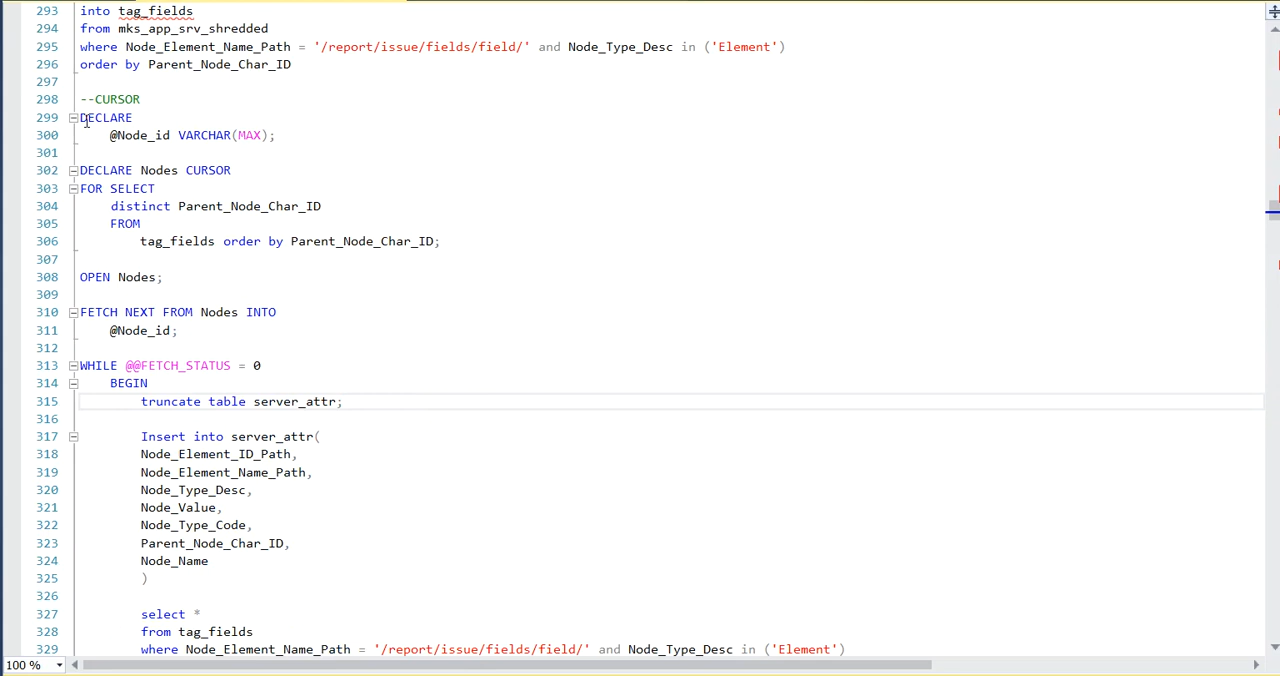 293 into tag_fields
294 from mks_app_srv_shredded
295 where Node_Element_Name_Path = '/report/issue/fields/field/' and Node_Type_Desc in ('Element')
296 order by Parent_Node_Char_ID
297
298 --CURSOR
299 DECLARE
300 @Node_id VARCHAR(MAX);
301
302 DECLARE Nodes CURSOR
303 FOR SELECT
304 distinct Parent_Node_Char_ID
305 FROM
306 tag_fields order by Parent_Node_Char_ID;
307
308 OPEN Nodes;
309
310 FETCH NEXT FROM Nodes INTO
311 @Node_id;
312
313 WHILE @@FETCH_STATUS = 0
314 BEGIN
315 truncate table server_attr;
316
317 Insert into server_attr(
318 Node_Element_ID_Path,
319 Node_Element_Name_Path,
320 Node_Type_Desc,
321 Node_Value,
322 Node_Type_Code,
323 Parent_Node_Char_ID,
324 Node_Name
325 )
326
327 select *
328 from tag_fields
329 where Node_Element_Name_Path = '/report/issue/fields/field/' and Node_Type_Desc in ('Element')
100 %